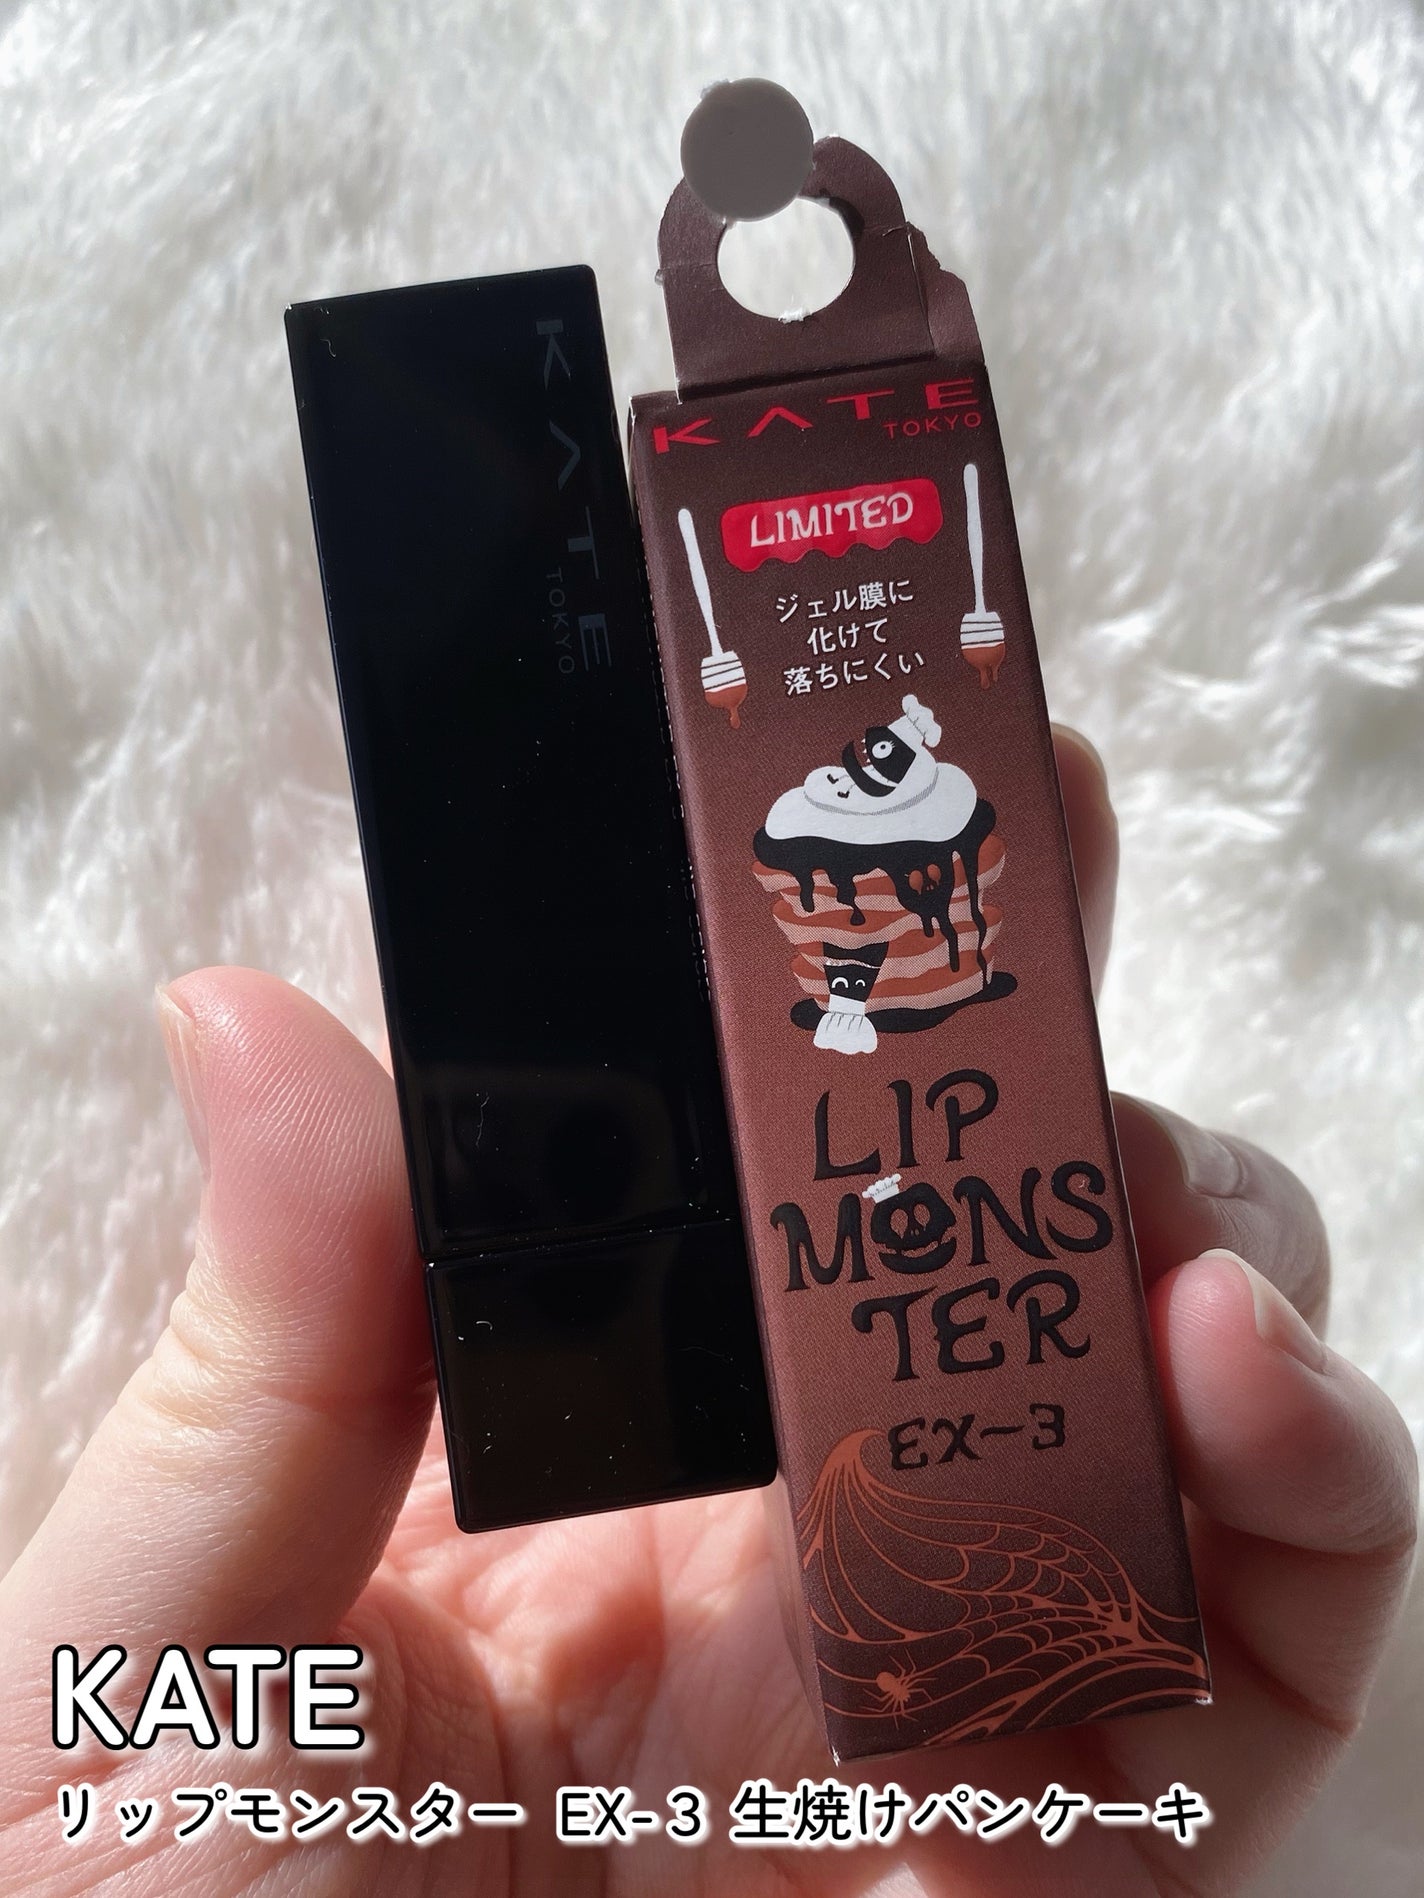 KATE
TOKYO
KATE
TOKYO
LIMITED
ジェル膜に
化けて
落ちにくい
LIP
MONS
TER
EX-3
KATE
リップモンスター EX-3 生焼けパンケーキ